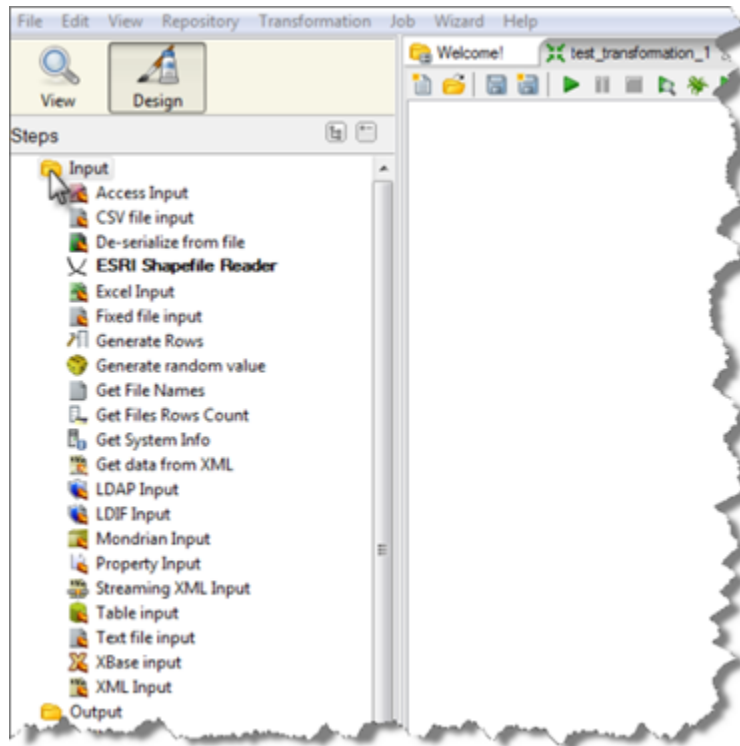 File Edit View Repository Transformation Job Wizard Help
View Design
Steps
Input
Access Input
CSV file input
De-serialize from file
ESRI Shapefile Reader
Excel Input
Fixed file input
Generate Rows
Generate random value
Get File Names
Get Files Rows Count
Get System Info
Get data from XML
LDAP Input
LDIF Input
Mondrian Input
Property Input
Streaming XML Input
Table input
Text file input
XBase input
XML Input
Output
Welcome! test_transformation_1